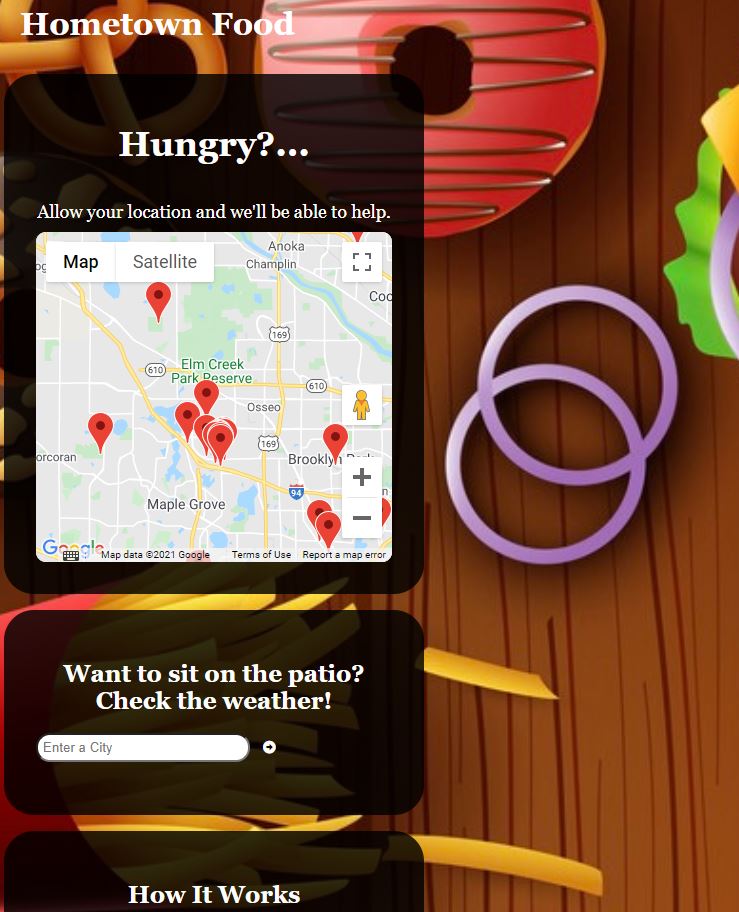 Hometown Food
Hungry?...
Allow your location and we'll be able to help.
Map
Satellite
Anoka
Champlin
Coo
169
610
Elm Creek
Park Reserve
610
Osseo
169
orcoran
Brooklyn
94
Maple Grove
Google
Map data ©2021 Google
Terms of Use
Report a map error
Want to sit on the patio?
Check the weather!
Enter a City
How It Works